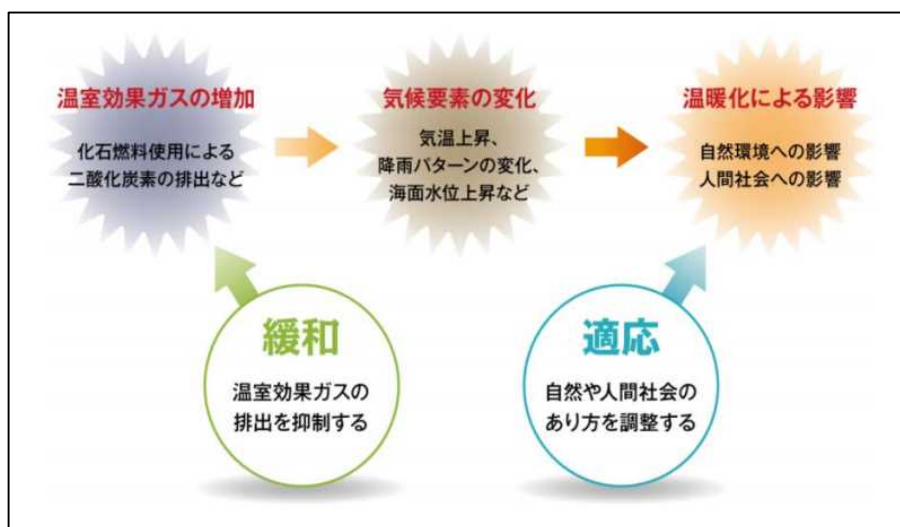 温室効果ガスの増加
化石燃料使用による
二酸化炭素の排出など
気候要素の変化
気温上昇、
降雨パターンの変化、
海面水位上昇など
温暖化による影響
自然環境への影響
人間社会への影響
緩和
温室効果ガスの
排出を抑制する
適応
自然や人間社会の
あり方を調整する